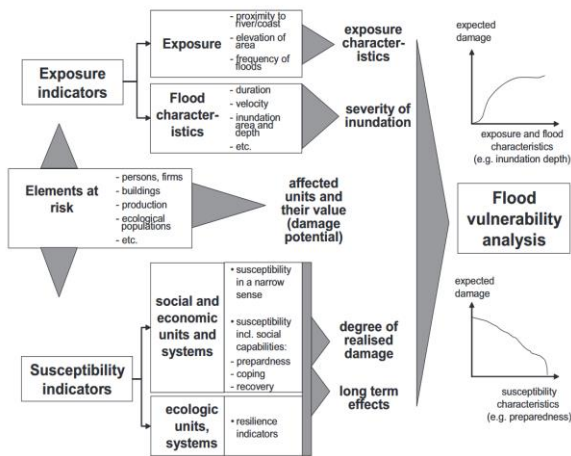 Exposure
indicators
Exposure
- proximity to
river/coast
- elevation of
area
- frequency of
floods
exposure
character-
istics
Flood
character-
istics
- duration
- velocity
- inundation
area and
depth
- etc.
severity of
inundation
Elements at
risk
- persons, firms
- buildings
- production
- ecological
populations
- etc.
affected
units and
their value
(damage
potential)
Susceptibility
indicators
social and
economic
units and
systems
• susceptibility
in a narrow
sense
• susceptibility
incl. social
capabilities:
- prepardness
- coping
- recovery
ecologic
units,
systems
• resilience
indicators
degree of
realised
damage
long term
effects
expected
damage
exposure and flood
characteristics
(e.g. inundation depth)
Flood
vulnerability
analysis
expected
damage
susceptibility
characteristics
(e.g. preparedness)